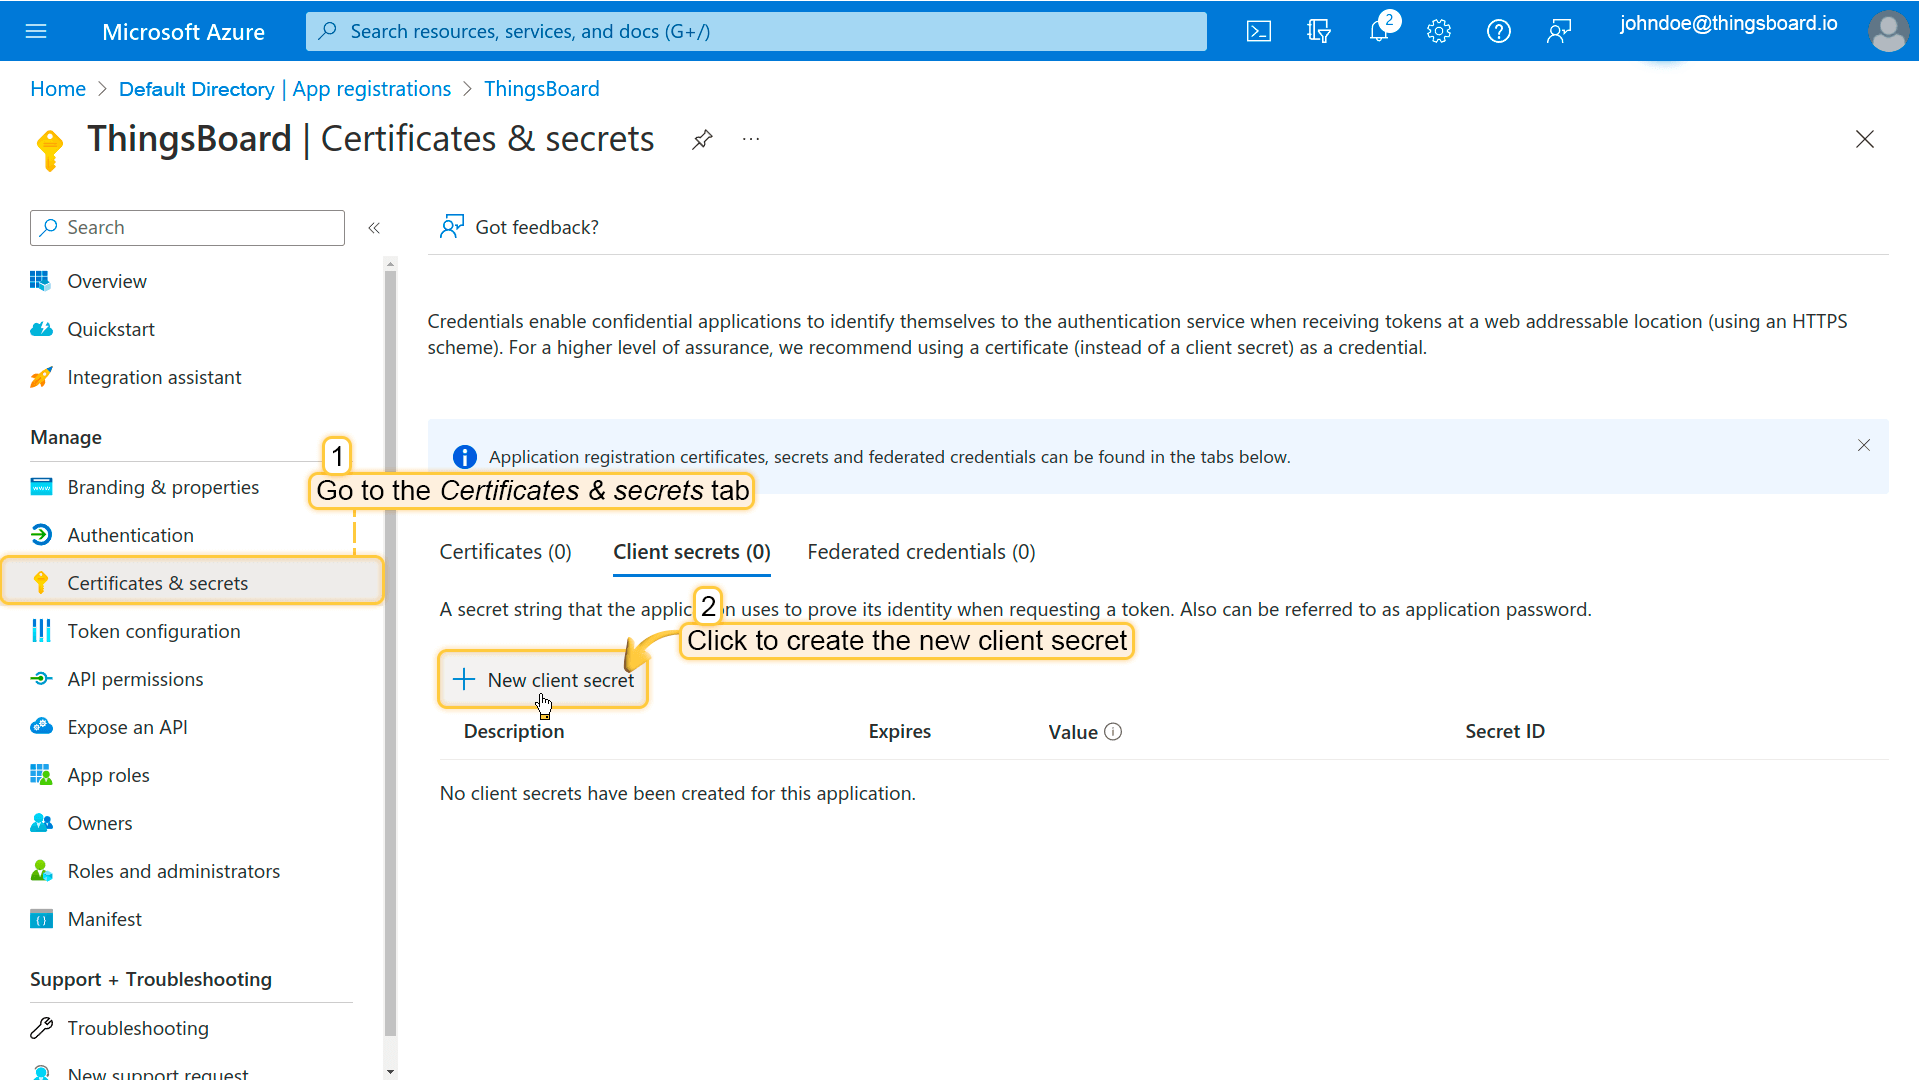 Microsoft Azure
Search resources, services, and docs (G+/)
2
johndoe@thingsboard.io
Home > Default Directory | App registrations > ThingsBoard
ThingsBoard | Certificates & secrets
Search
Got feedback?
Overview
Quickstart
Integration assistant
Manage
Branding & properties
Authentication
Certificates & secrets
Token configuration
API permissions
Expose an API
App roles
Owners
Roles and administrators
Manifest
Support + Troubleshooting
Troubleshooting
New support request
Credentials enable confidential applications to identify themselves to the authentication service when receiving tokens at a web addressable location (using an HTTPS
scheme). For a higher level of assurance, we recommend using a certificate (instead of a client secret) as a credential.
Application registration certificates, secrets and federated credentials can be found in the tabs below.
1
Go to the Certificates & secrets tab
Certificates (0)
Client secrets (0)
Federated credentials (0)
A secret string that the applic n uses to prove its identity when requesting a token. Also can be referred to as application password.
2
Click to create the new client secret
New client secret
Description
Expires
Value
Secret ID
No client secrets have been created for this application.